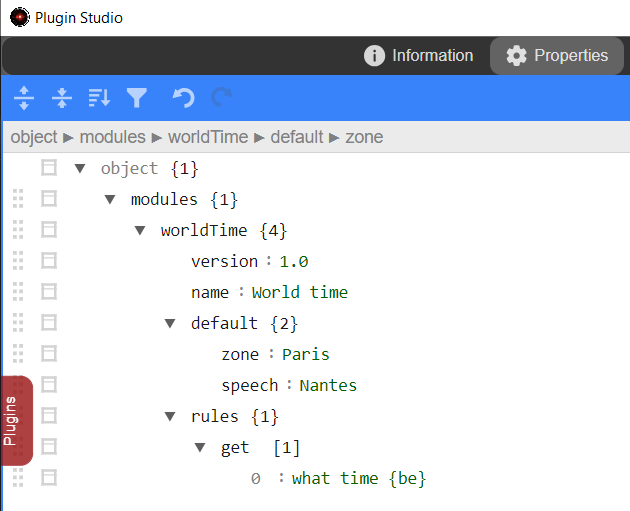 Plugin Studio
Information Properties
object ► modules ► worldTime ► default ► zone
object {1}
modules {1}
worldTime {4}
version : 1.0
name : World time
default {2}
zone : Paris
speech : Nantes
rules {1}
get [1]
0 : what time {be}
Plugins